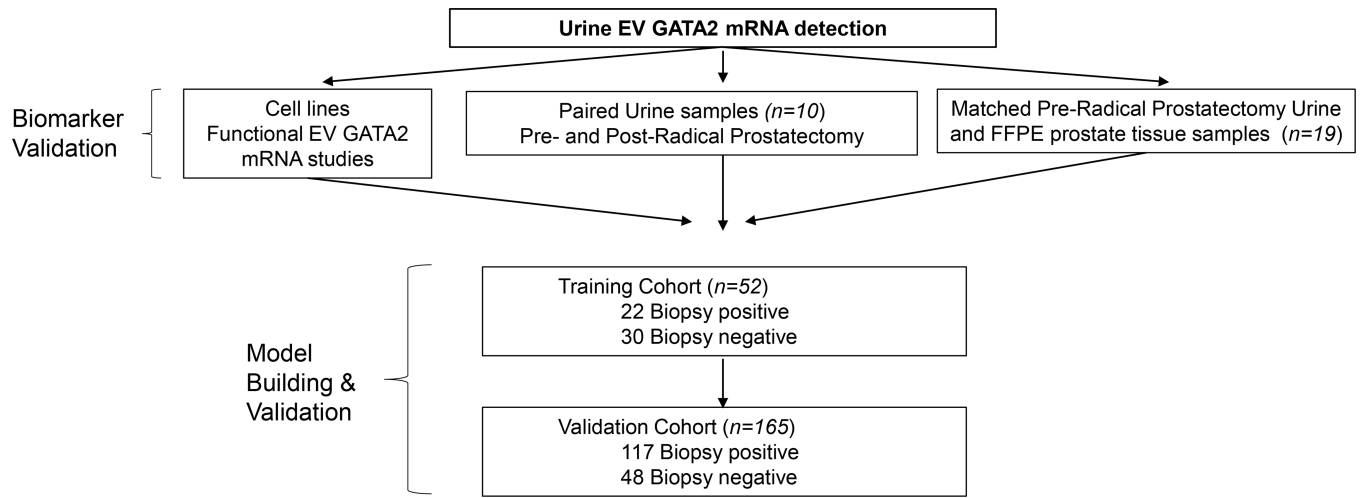 Urine EV GATA2 mRNA detection
Biomarker
Validation
Cell lines
Functional EV GATA2
mRNA studies
Paired Urine samples (n=10)
Pre- and Post-Radical Prostatectomy
Matched Pre-Radical Prostatectomy Urine
and FFPE prostate tissue samples (n=19)
Model
Building &
Validation
Training Cohort (n=52)
22 Biopsy positive
30 Biopsy negative
Validation Cohort (n=165)
117 Biopsy positive
48 Biopsy negative